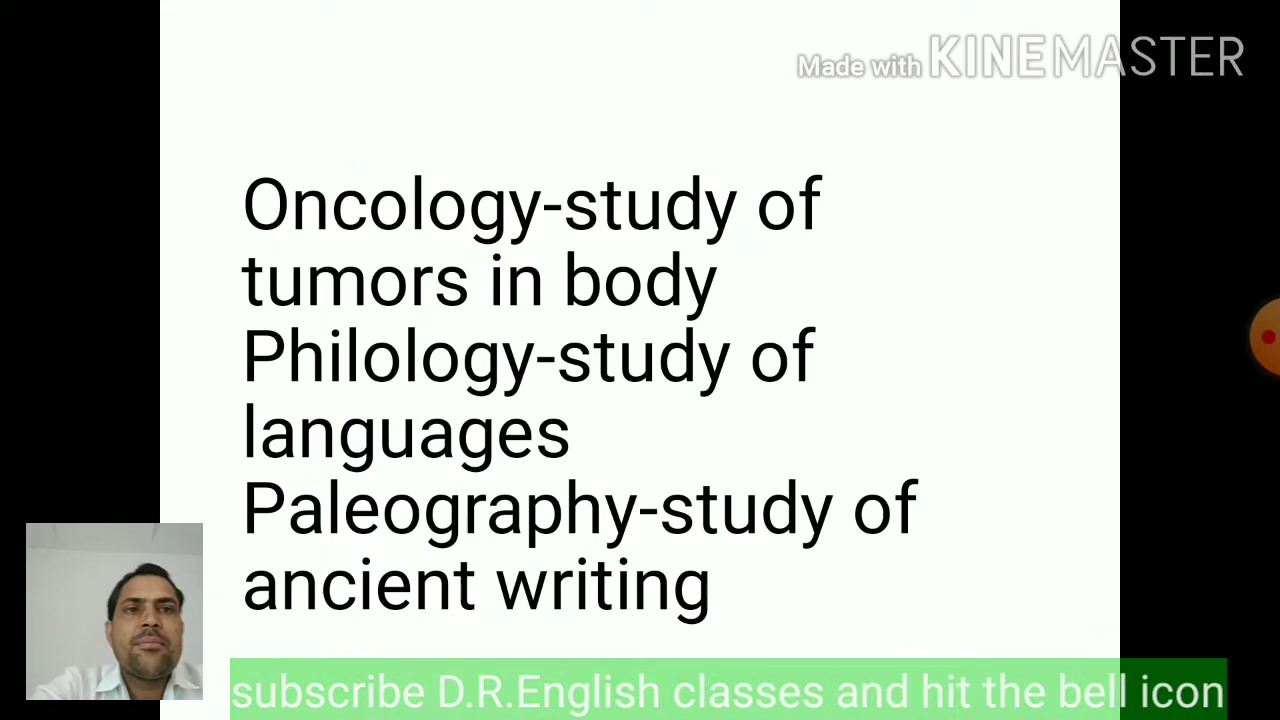 Made with KINEMASTER
Oncology-study of
tumors in body
Philology-study of
languages
Paleography-study of
ancient writing
subscribe D.R.English classes and hit the bell icon